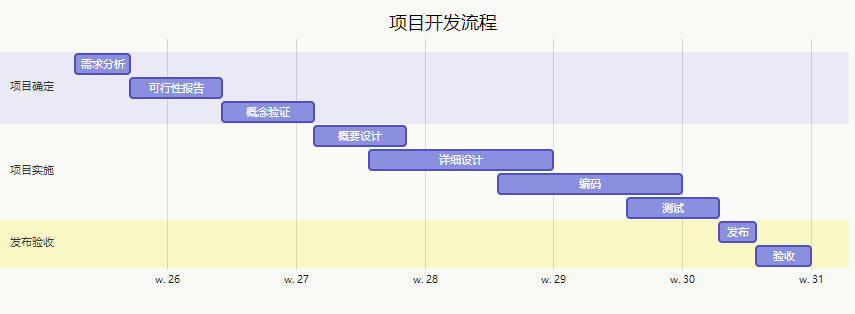 项目开发流程
项目确定
需求分析
可行性报告
概念验证
项目实施
概要设计
详细设计
编码
测试
发布验收
发布
验收
w. 26
w. 27
w. 28
w. 29
w. 30
w. 31